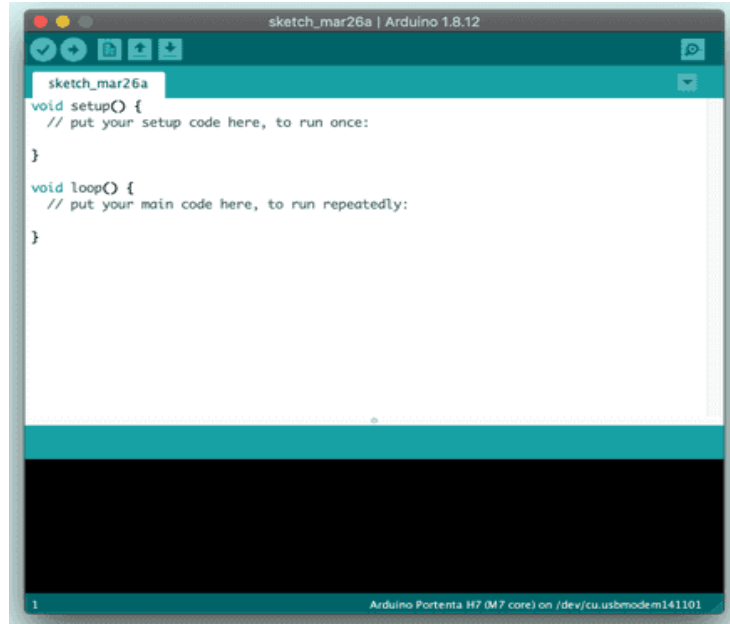 sketch_mar26a | Arduino 1.8.12
sketch_mar26a
void setup() {
  // put your setup code here, to run once:
}
void loop() {
  // put your main code here, to run repeatedly:
}
1
Arduino Portenta H7 (M7 core) on /dev/cu.usbmodem141101